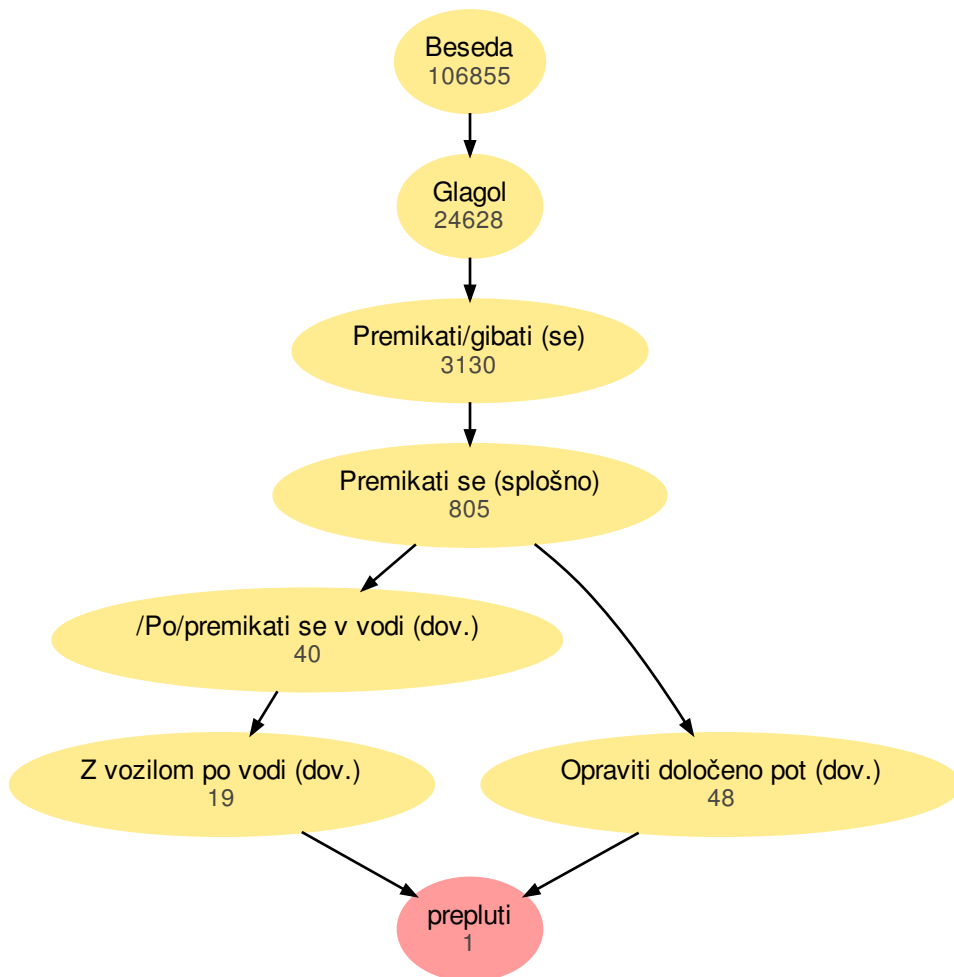 Beseda
106855
Glagol
24628
Premikati/gibati (se)
3130
Premikati se (splošno)
805
/Po/premikati se v vodi (dov.)
40
Z vozilom po vodi (dov.)
19
Opraviti določeno pot (dov.)
48
prepluti
1